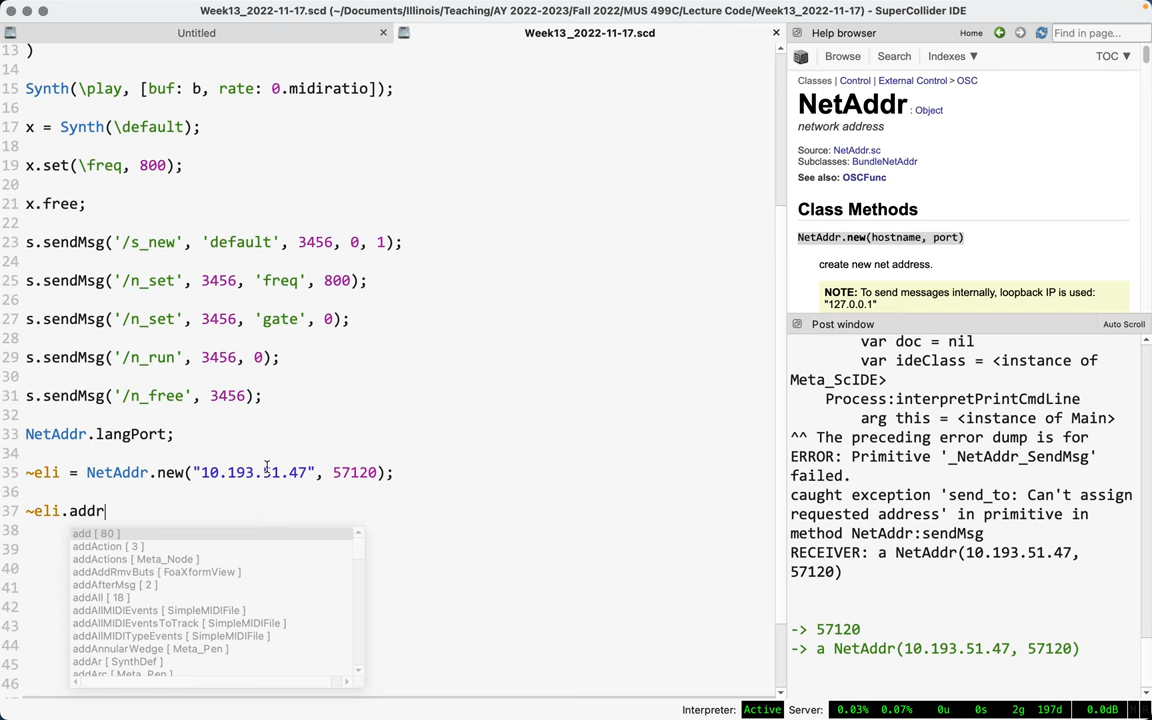 Week13_2022-11-17.scd (~/Documents/Illinois/Teaching/AY 2022-2023/Fall 2022/MUS 499C/Lecture Code/Week13_2022-11-17) - SuperCollider IDE
Untitled
Week13_2022-11-17.scd
13 )
14
15 Synth(\play, [buf: b, rate: 0.midiratio]);
16
17 x = Synth(\default);
18
19 x.set(\freq, 800);
20
21 x.free;
22
23 s.sendMsg('/s_new', 'default', 3456, 0, 1);
24
25 s.sendMsg('/n_set', 3456, 'freq', 800);
26
27 s.sendMsg('/n_set', 3456, 'gate', 0);
28
29 s.sendMsg('/n_run', 3456, 0);
30
31 s.sendMsg('/n_free', 3456);
32
33 NetAddr.langPort;
34
35 ~eli = NetAddr.new("10.193.51.47", 57120);
36
37 ~eli.addr
38
39
40
41
42
43
44
45
46
add [ 80 ]
addAction [ 3 ]
addActions [ Meta_Node ]
addAddRmvButs [ FoaXformView ]
addAfterMsg [ 2 ]
addAll [ 18 ]
addAllMIDIEvents [ SimpleMIDIFile ]
addAllMIDIEventsToTrack [ SimpleMIDIFile ]
addAllMIDITypeEvents [ SimpleMIDIFile ]
addAnnularWedge [ Meta_Pen ]
addAr [ SynthDef ]
addArc [ Meta_Pen ]
Help browser
Home
Find in page...
Browse
Search
Indexes ▼
TOC ▼
Classes | Control | External Control > OSC
NetAddr : Object
network address
Source: NetAddr.sc
Subclasses: BundleNetAddr
See also: OSCFunc
Class Methods
NetAddr.new(hostname, port)
create new net address.
NOTE: To send messages internally, loopback IP is used:
"127.0.0.1"
Post window
Auto Scroll
var doc = nil
var ideClass = <instance of
Meta_ScIDE>
Process:interpretPrintCmdLine
arg this = <instance of Main>
^^ The preceding error dump is for
ERROR: Primitive '_NetAddr_SendMsg'
failed.
caught exception 'send_to: Can't assign
requested address' in primitive in
method NetAddr:sendMsg
RECEIVER: a NetAddr(10.193.51.47,
57120)
-> 57120
-> a NetAddr(10.193.51.47, 57120)
Interpreter: Active Server: 0.03% 0.07% 0u 0s 2g 197d 0.0dB M R